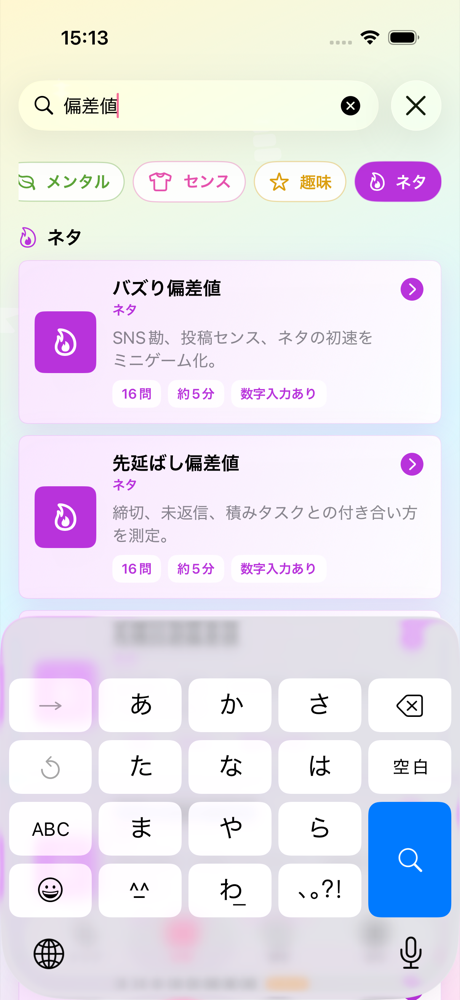 15:13
偏差値
メンタル
センス
趣味
ネタ
ネタ
バズり偏差値
ネタ
SNS勘、投稿センス、ネタの初速を
ミニゲーム化。
16問
約5分
数字入力あり
先延ばし偏差値
ネタ
締切、未返信、積みタスクとの付き合い方
を測定。
16問
約5分
数字入力あり
→
あ
か
さ
た
な
は
空白
ABC
ま
や
ら
^_^
わ_
、。?!